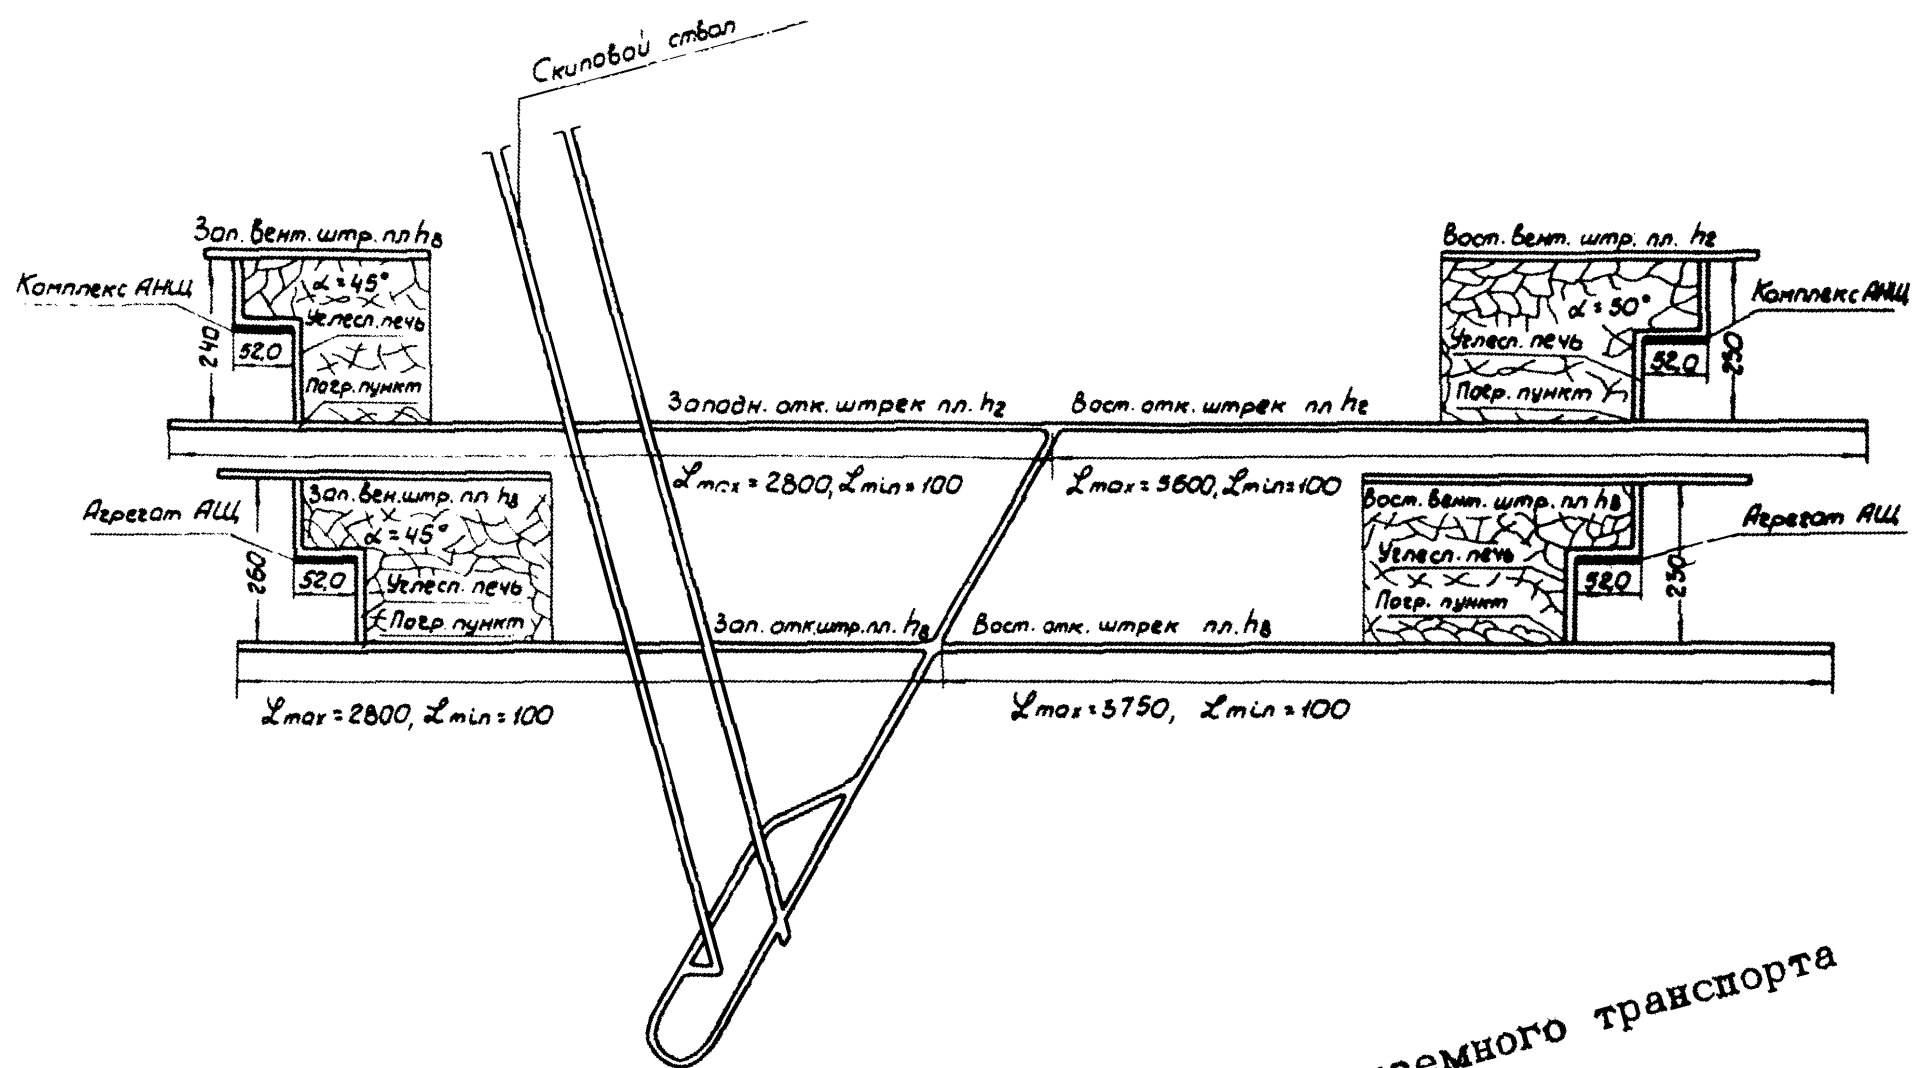 Скиповой ствол
Зап. вент. штр. пл h₈
Вост. вент. штр. пл. h₂
Комплекс АНЩ
α = 45°
Углесп. печь
240
52,0
Погр. пункт
Комплекс АНЩ
α = 50°
Углесп. печь
52,0
250
Погр. пункт
Западн. отк. штрек пл. h₂
Вост. отк. штрек пл h₂
Lmax = 2800, Lmin = 100
Lmax = 3600, Lmin = 100
Зап. вен. штр. пл h₈
Агрегат АЩ
α = 45°
260
52,0
Углесп. печь
Погр. пункт
Вост. вент. штр. пл h₈
Агрегат АЩ
Углесп. печь
52,0
230
Погр. пункт
Зап. отк. штр. пл. h₈
Вост. отк. штрек пл. h₈
Lmax = 2800, Lmin = 100
Lmax = 3750, Lmin = 100
транспорта